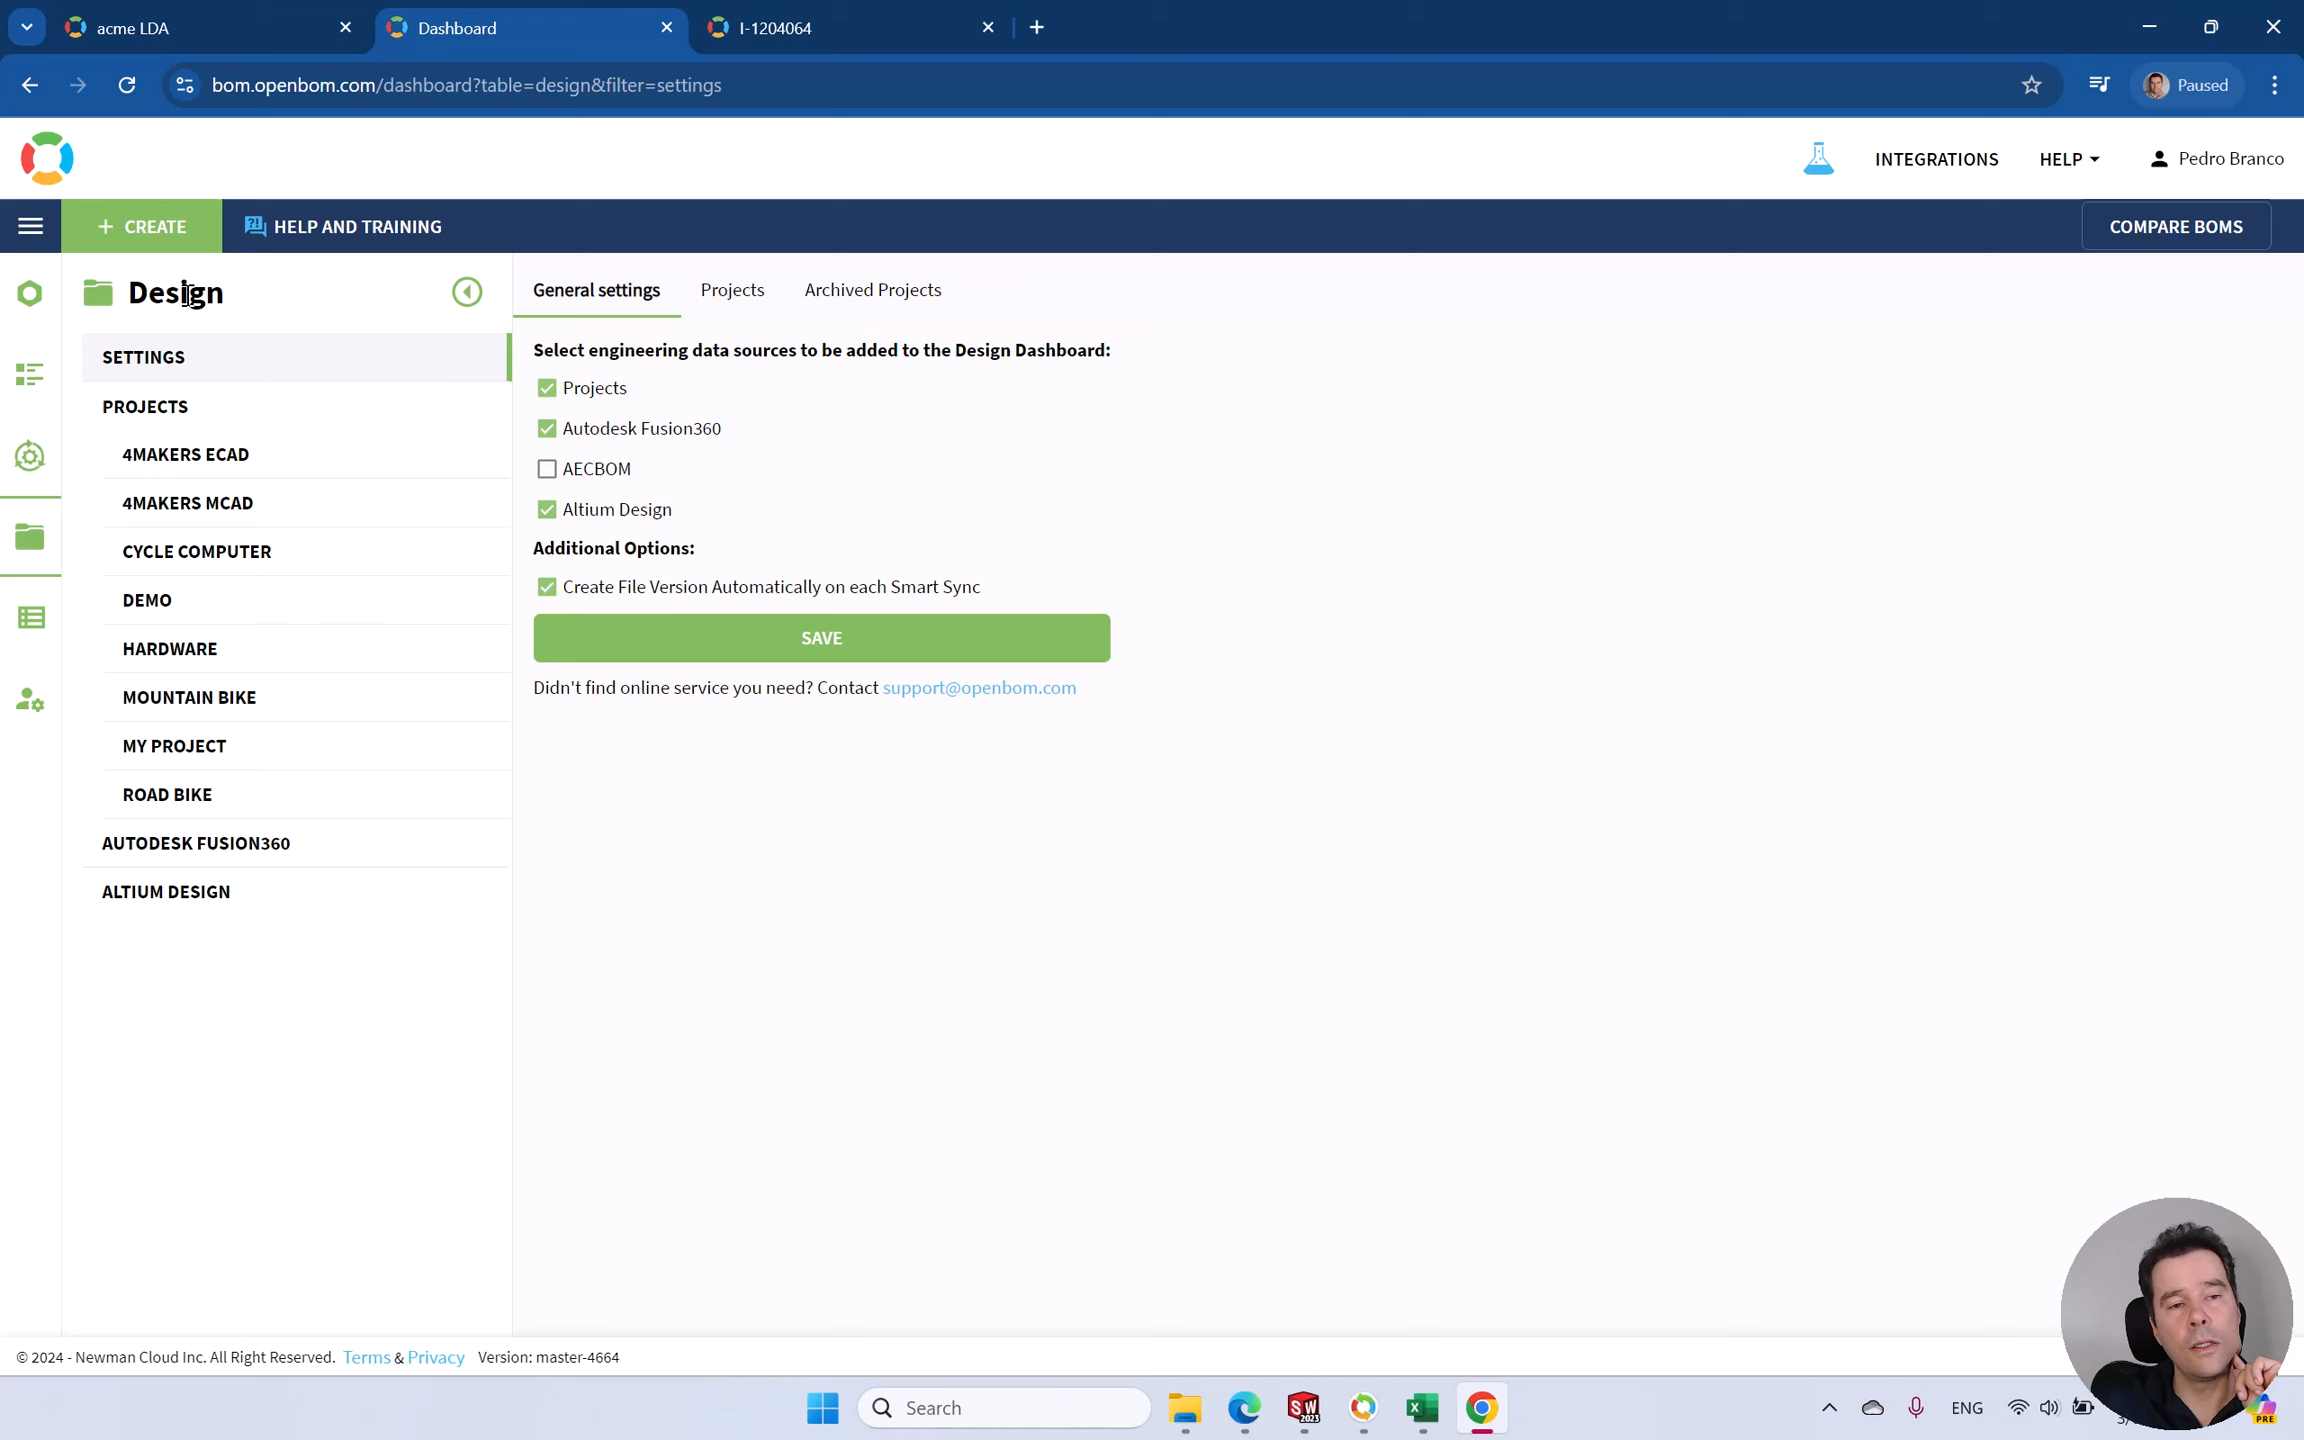 acme LDA
Dashboard
I-1204064
bom.openbom.com/dashboard?table=design&filter=settings
Paused
INTEGRATIONS
HELP
Pedro Branco
+ CREATE
HELP AND TRAINING
COMPARE BOMS
Design
SETTINGS
PROJECTS
4MAKERS ECAD
4MAKERS MCAD
CYCLE COMPUTER
DEMO
HARDWARE
MOUNTAIN BIKE
MY PROJECT
ROAD BIKE
AUTODESK FUSION360
ALTIUM DESIGN
General settings
Projects
Archived Projects
Select engineering data sources to be added to the Design Dashboard:
Projects
Autodesk Fusion360
AECBOM
Altium Design
Additional Options:
Create File Version Automatically on each Smart Sync
SAVE
Didn't find online service you need? Contact support@openbom.com
© 2024 - Newman Cloud Inc. All Right Reserved. Terms & Privacy Version: master-4664
Search
SW
2023
ENG
PRE